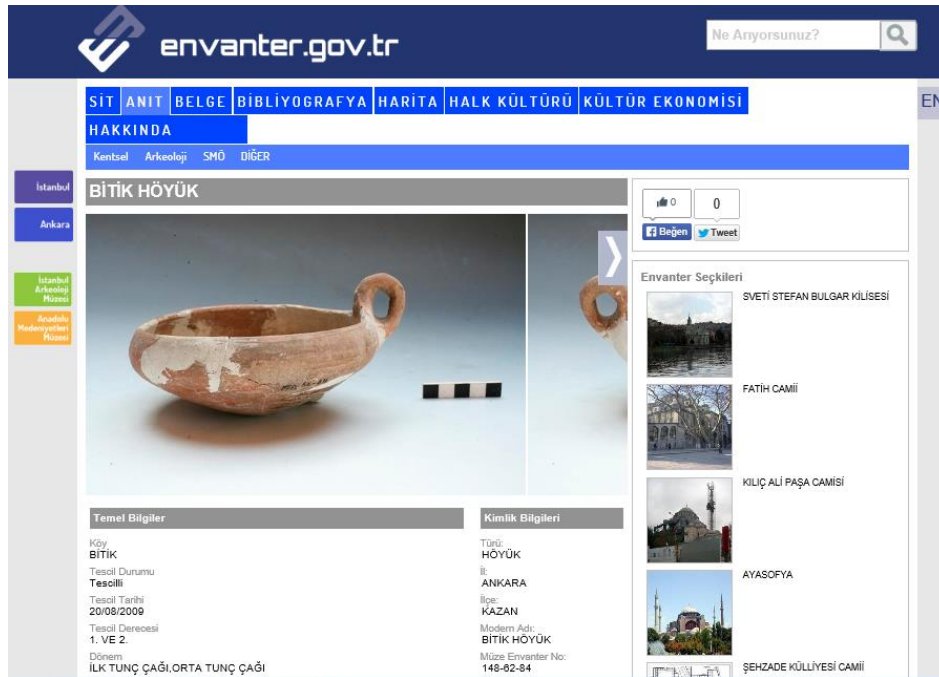 envanter.gov.tr
Ne Arıyorsunuz?
SİT ANIT BELGE BİBLİYOGRAFYA HARİTA HALK KÜLTÜRÜ KÜLTÜR EKONOMİSİ
EN
HAKKINDA
Kentsel Arkeoloji SMÖ DİĞER
İstanbul
Ankara
İstanbul
Arkeoloji
Müzesi
Anadolu
Medeniyetleri
Müzesi
BİTİK HÖYÜK
0
0
Beğen
Tweet
Envanter Seçkileri
SVETİ STEFAN BULGAR KİLİSESİ
FATİH CAMİİ
KILIÇ ALİ PAŞA CAMİSİ
AYASOFYA
ŞEHZADE KÜLLİYESİ CAMİİ
Temel Bilgiler
Köy
BİTİK
Tescil Durumu
Tescilli
Tescil Tarihi
20/08/2009
Tescil Derecesi
1. VE 2.
Dönem
İLK TUNÇ ÇAĞI,ORTA TUNÇ ÇAĞI
Kimlik Bilgileri
Türü:
HÖYÜK
İl:
ANKARA
İlçe:
KAZAN
Modern Adı:
BİTİK HÖYÜK
Müze Envanter No:
148-62-84